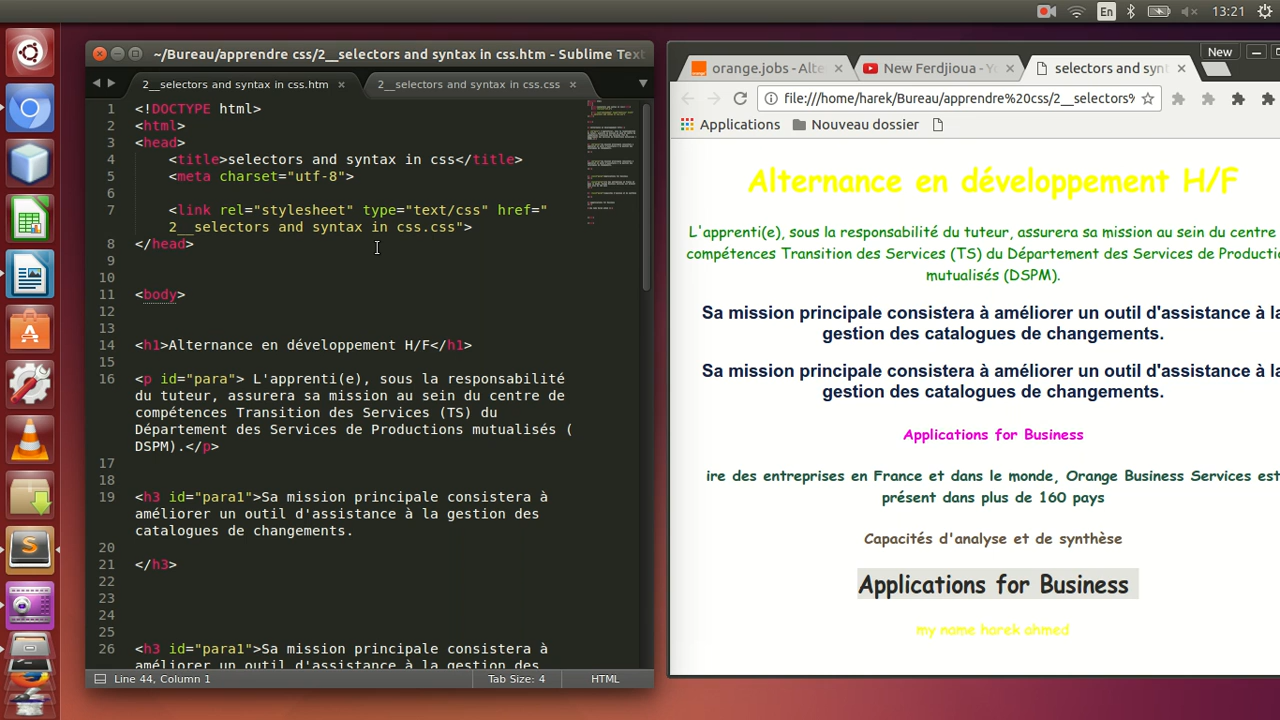 En
13:21
~/Bureau/apprendre css/2__selectors and syntax in css.htm - Sublime Text
2__selectors and syntax in css.htm
2__selectors and syntax in css.css
1 <!DOCTYPE html>
2 <html>
3 <head>
4 <title>selectors and syntax in css</title>
5 <meta charset="utf-8">
6
7 <link rel="stylesheet" type="text/css" href="
2__selectors and syntax in css.css">
8 </head>
9
10
11 <body>
12
13
14 <h1>Alternance en développement H/F</h1>
15
16 <p id="para"> L'apprenti(e), sous la responsabilité
du tuteur, assurera sa mission au sein du centre de
compétences Transition des Services (TS) du
Département des Services de Productions mutualisés (
DSPM).</p>
17
18
19 <h3 id="para1">Sa mission principale consistera à
améliorer un outil d'assistance à la gestion des
catalogues de changements.
20
21 </h3>
22
23
24
25
26 <h3 id="para1">Sa mission principale consistera à
améliorer un outil d'assistance à la gestion des
Line 44, Column 1
Tab Size: 4
HTML
New
orange.jobs - Alte
New Ferdjioua - Yo
selectors and synt
file:///home/harek/Bureau/apprendre%20css/2__selectors%
Applications
Nouveau dossier
Alternance en développement H/F
L'apprenti(e), sous la responsabilité du tuteur, assurera sa mission au sein du centre
compétences Transition des Services (TS) du Département des Services de Productio
mutualisés (DSPM).
Sa mission principale consistera à améliorer un outil d'assistance à la
gestion des catalogues de changements.
Sa mission principale consistera à améliorer un outil d'assistance à la
gestion des catalogues de changements.
Applications for Business
ire des entreprises en France et dans le monde, Orange Business Services est
présent dans plus de 160 pays
Capacités d'analyse et de synthèse
Applications for Business
my name harek ahmed